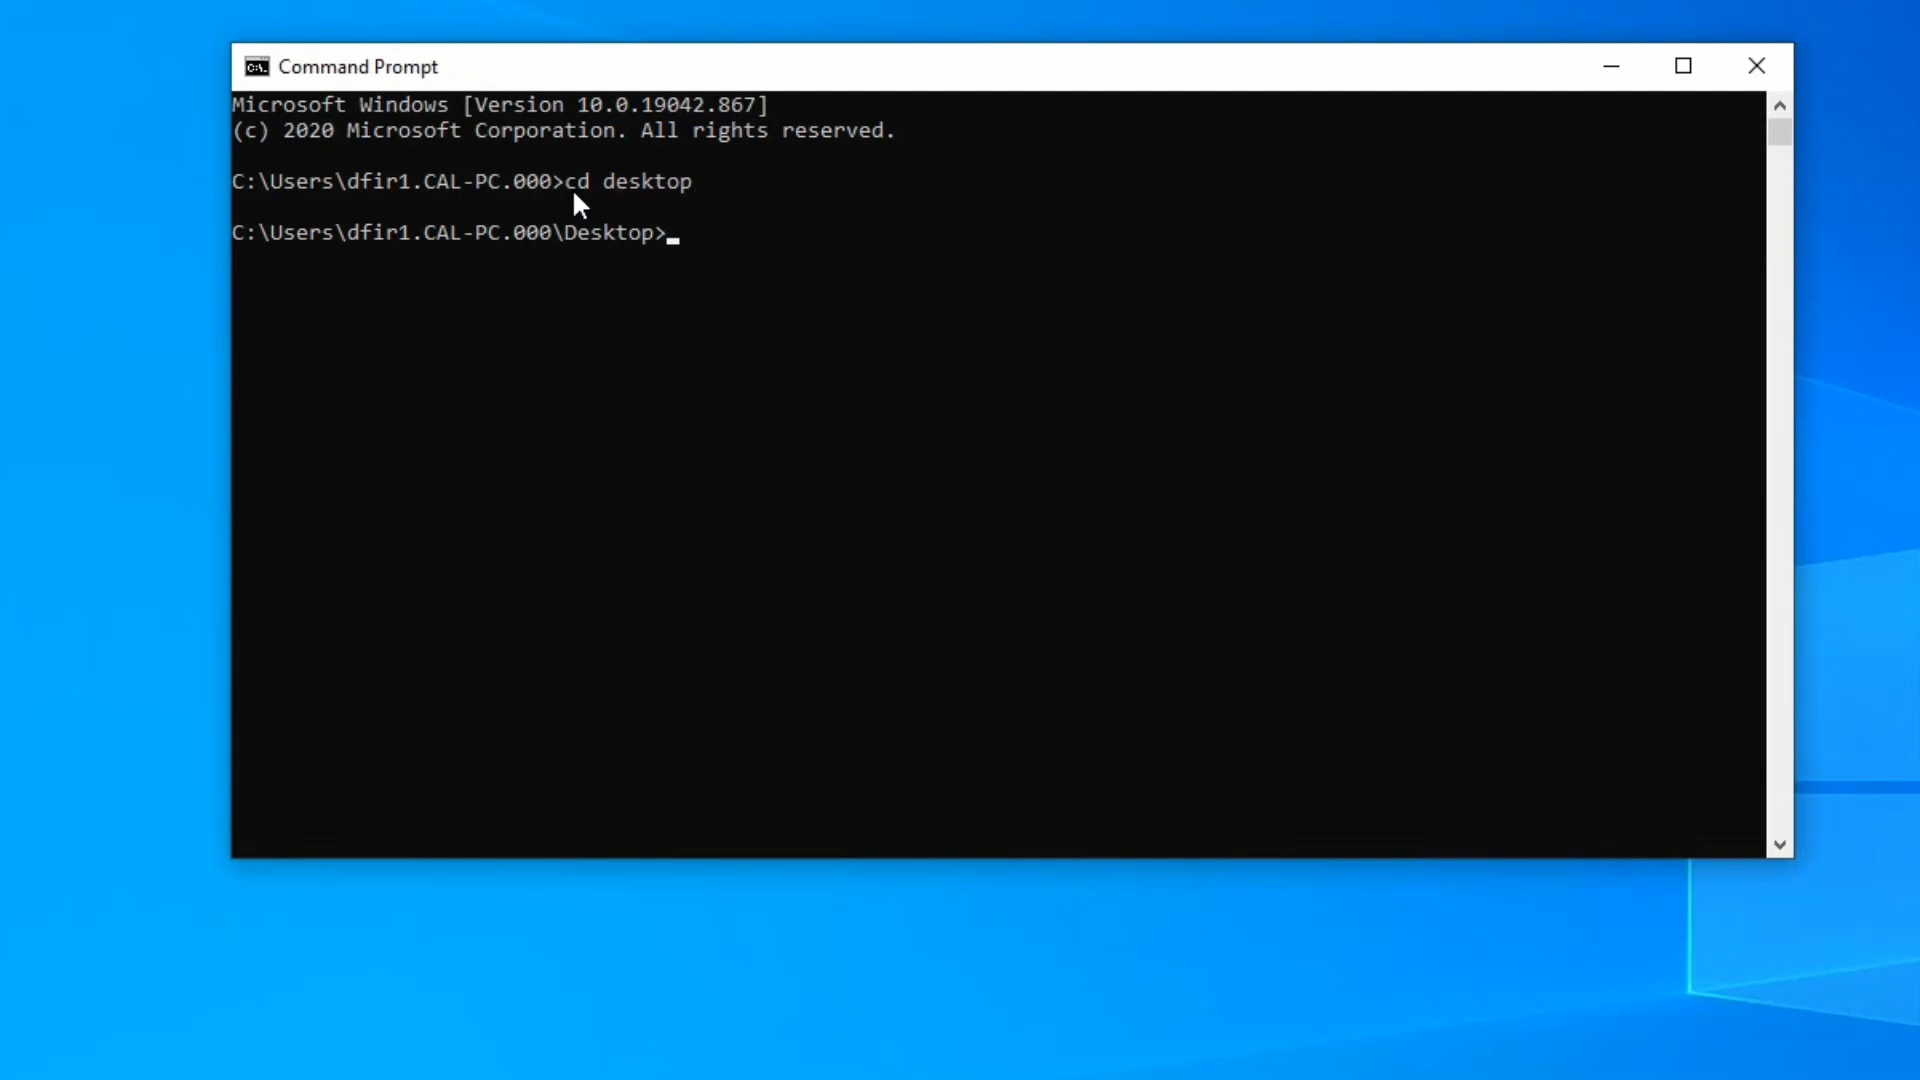 Command Prompt
Microsoft Windows [Version 10.0.19042.867]
(c) 2020 Microsoft Corporation. All rights reserved.
C:\Users\dfir1.CAL-PC.000>cd desktop
C:\Users\dfir1.CAL-PC.000\Desktop>